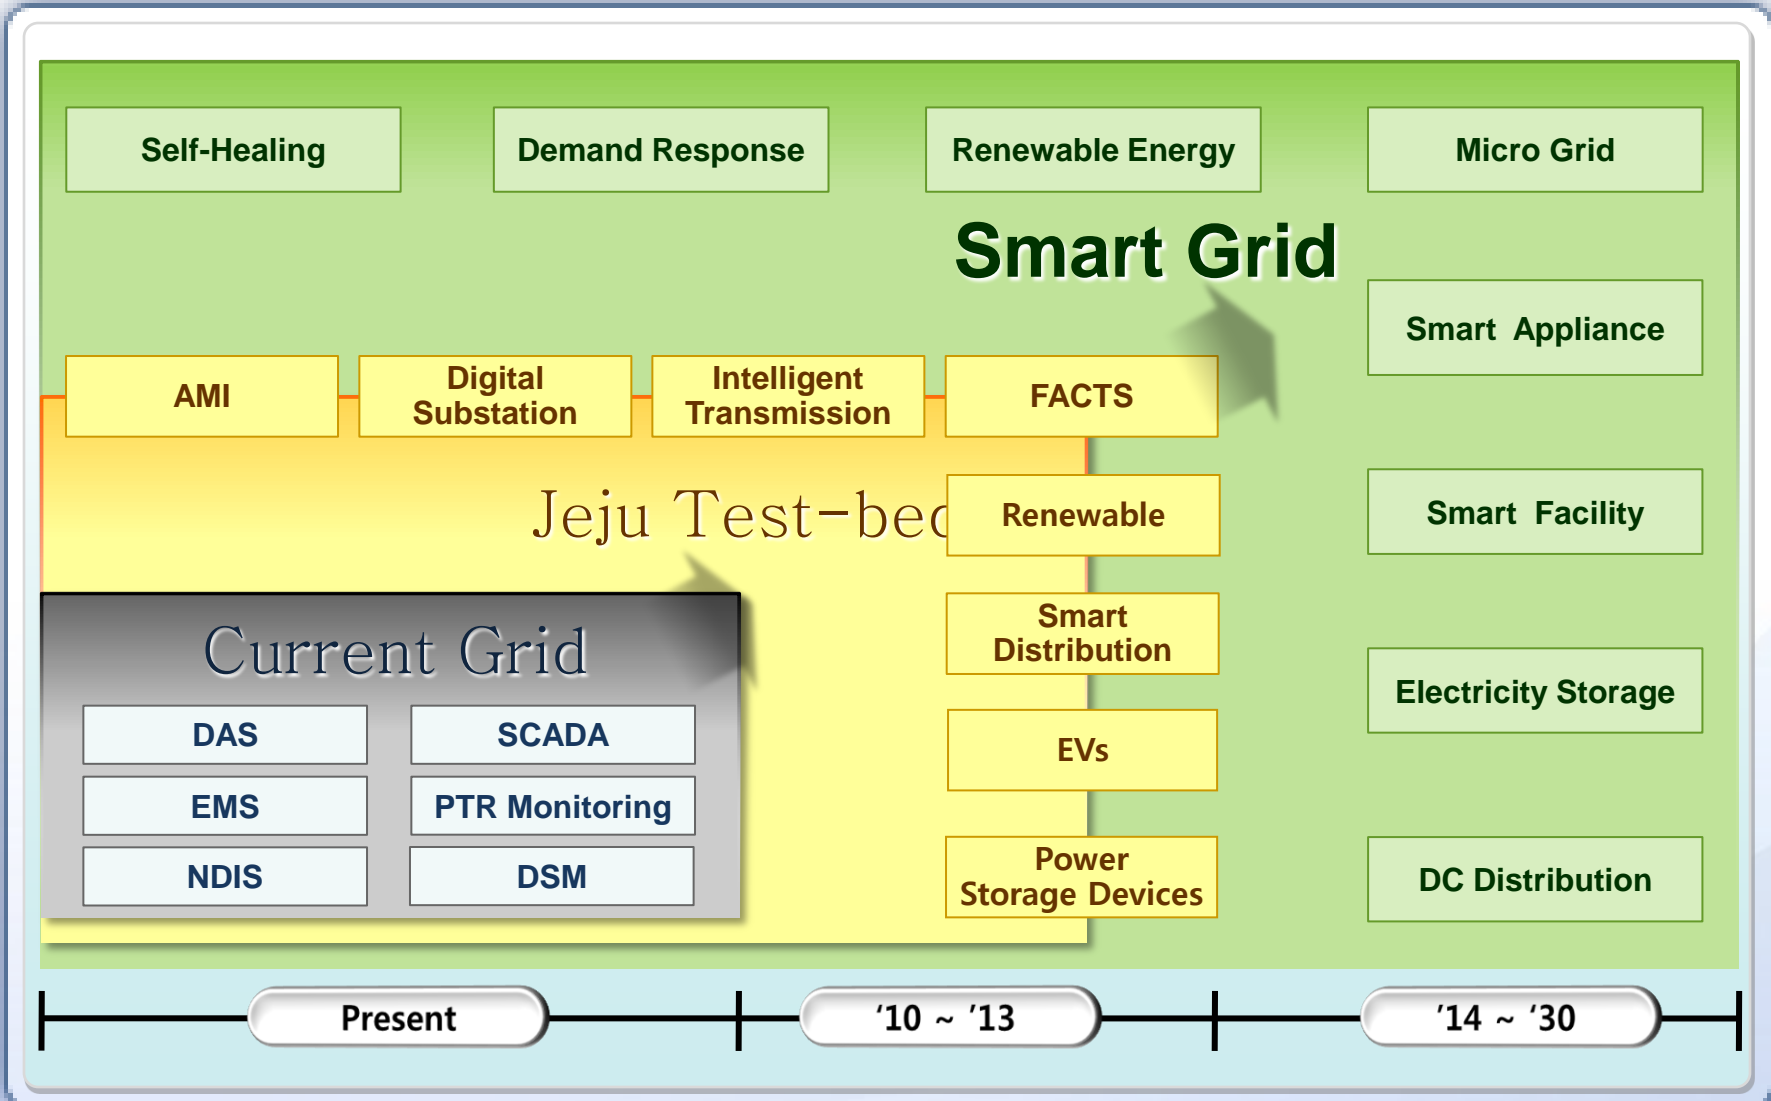 Self-Healing
Demand Response
Renewable Energy
Micro Grid
Smart Grid
Smart Appliance
AMI
Digital
Substation
Intelligent
Transmission
FACTS
Jeju Test-bed
Renewable
Smart Facility
Smart
Distribution
Current Grid
Electricity Storage
DAS
SCADA
EVs
EMS
PTR Monitoring
NDIS
DSM
Power
Storage Devices
DC Distribution
Present
‘10 ~ ’13
’14 ~ ‘30